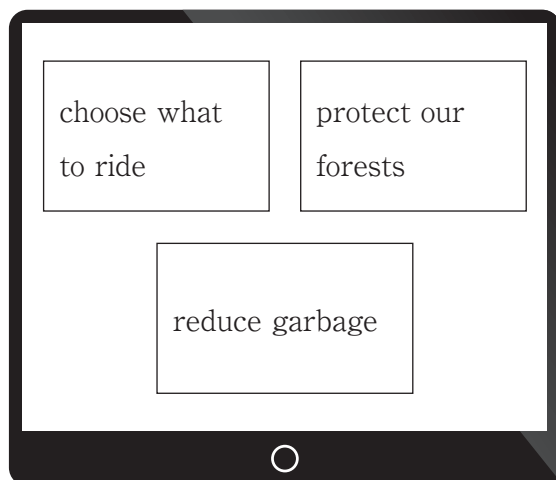 choose what
to ride
protect our
forests
reduce garbage